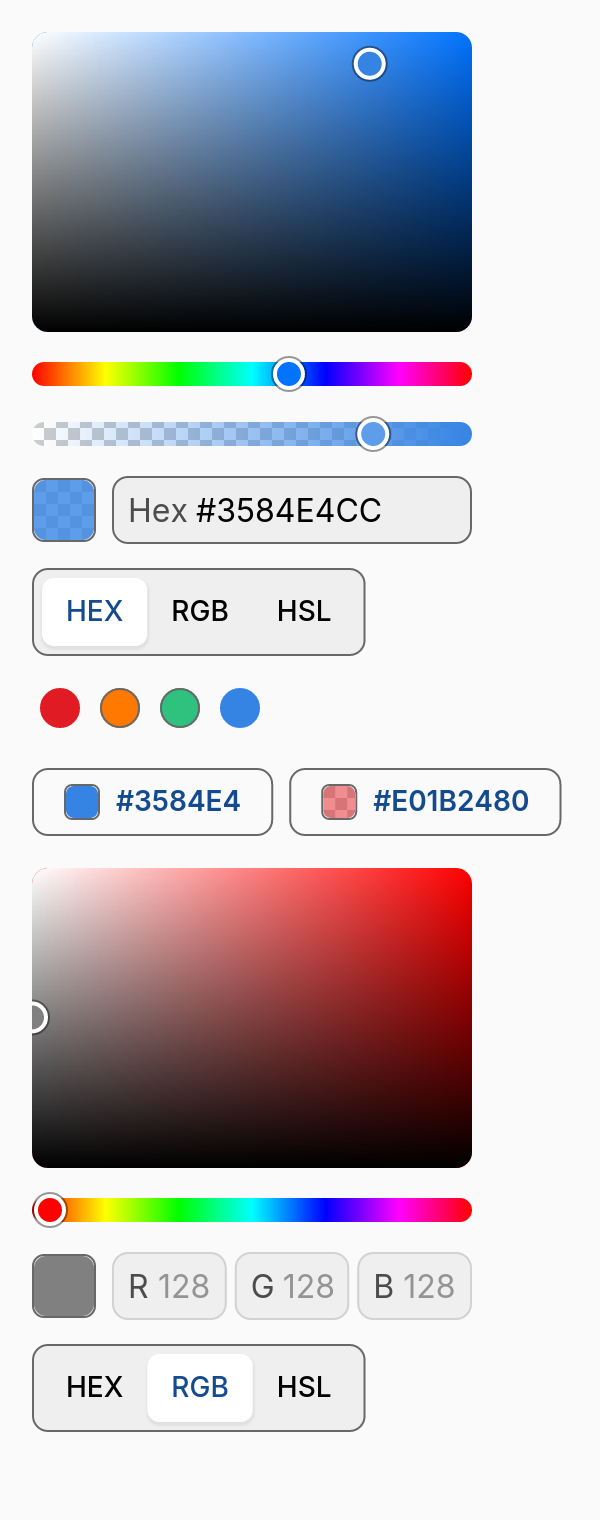 Hex #3584E4CC
HEX RGB HSL
#3584E4 #E01B2480
R 128 G 128 B 128
HEX RGB HSL